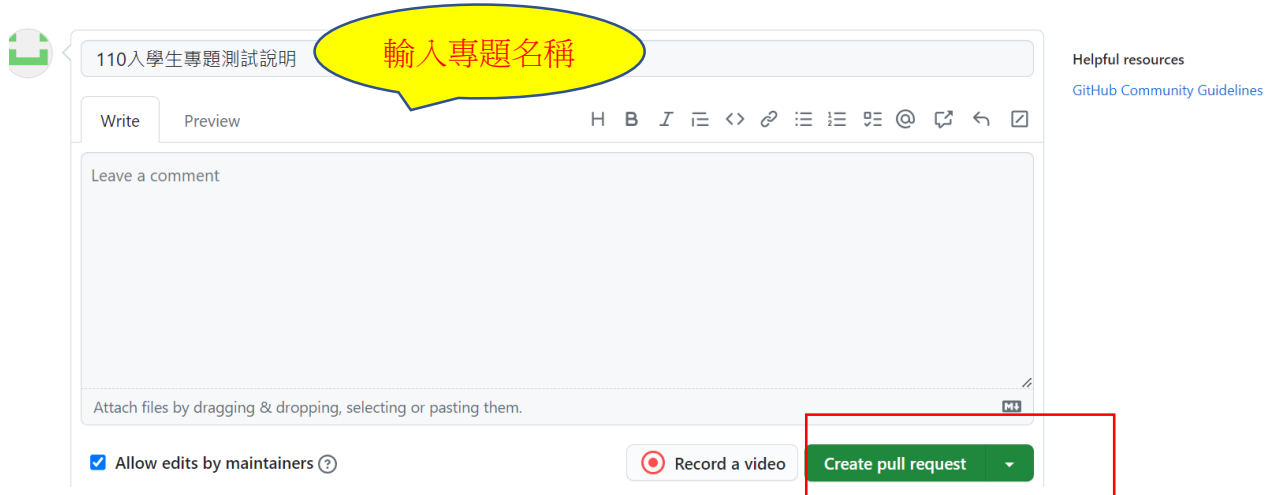 110入學生專題測試說明
輸入專題名稱
Helpful resources
GitHub Community Guidelines
Write Preview
Leave a comment
Attach files by dragging & dropping, selecting or pasting them.
Allow edits by maintainers
Record a video
Create pull request